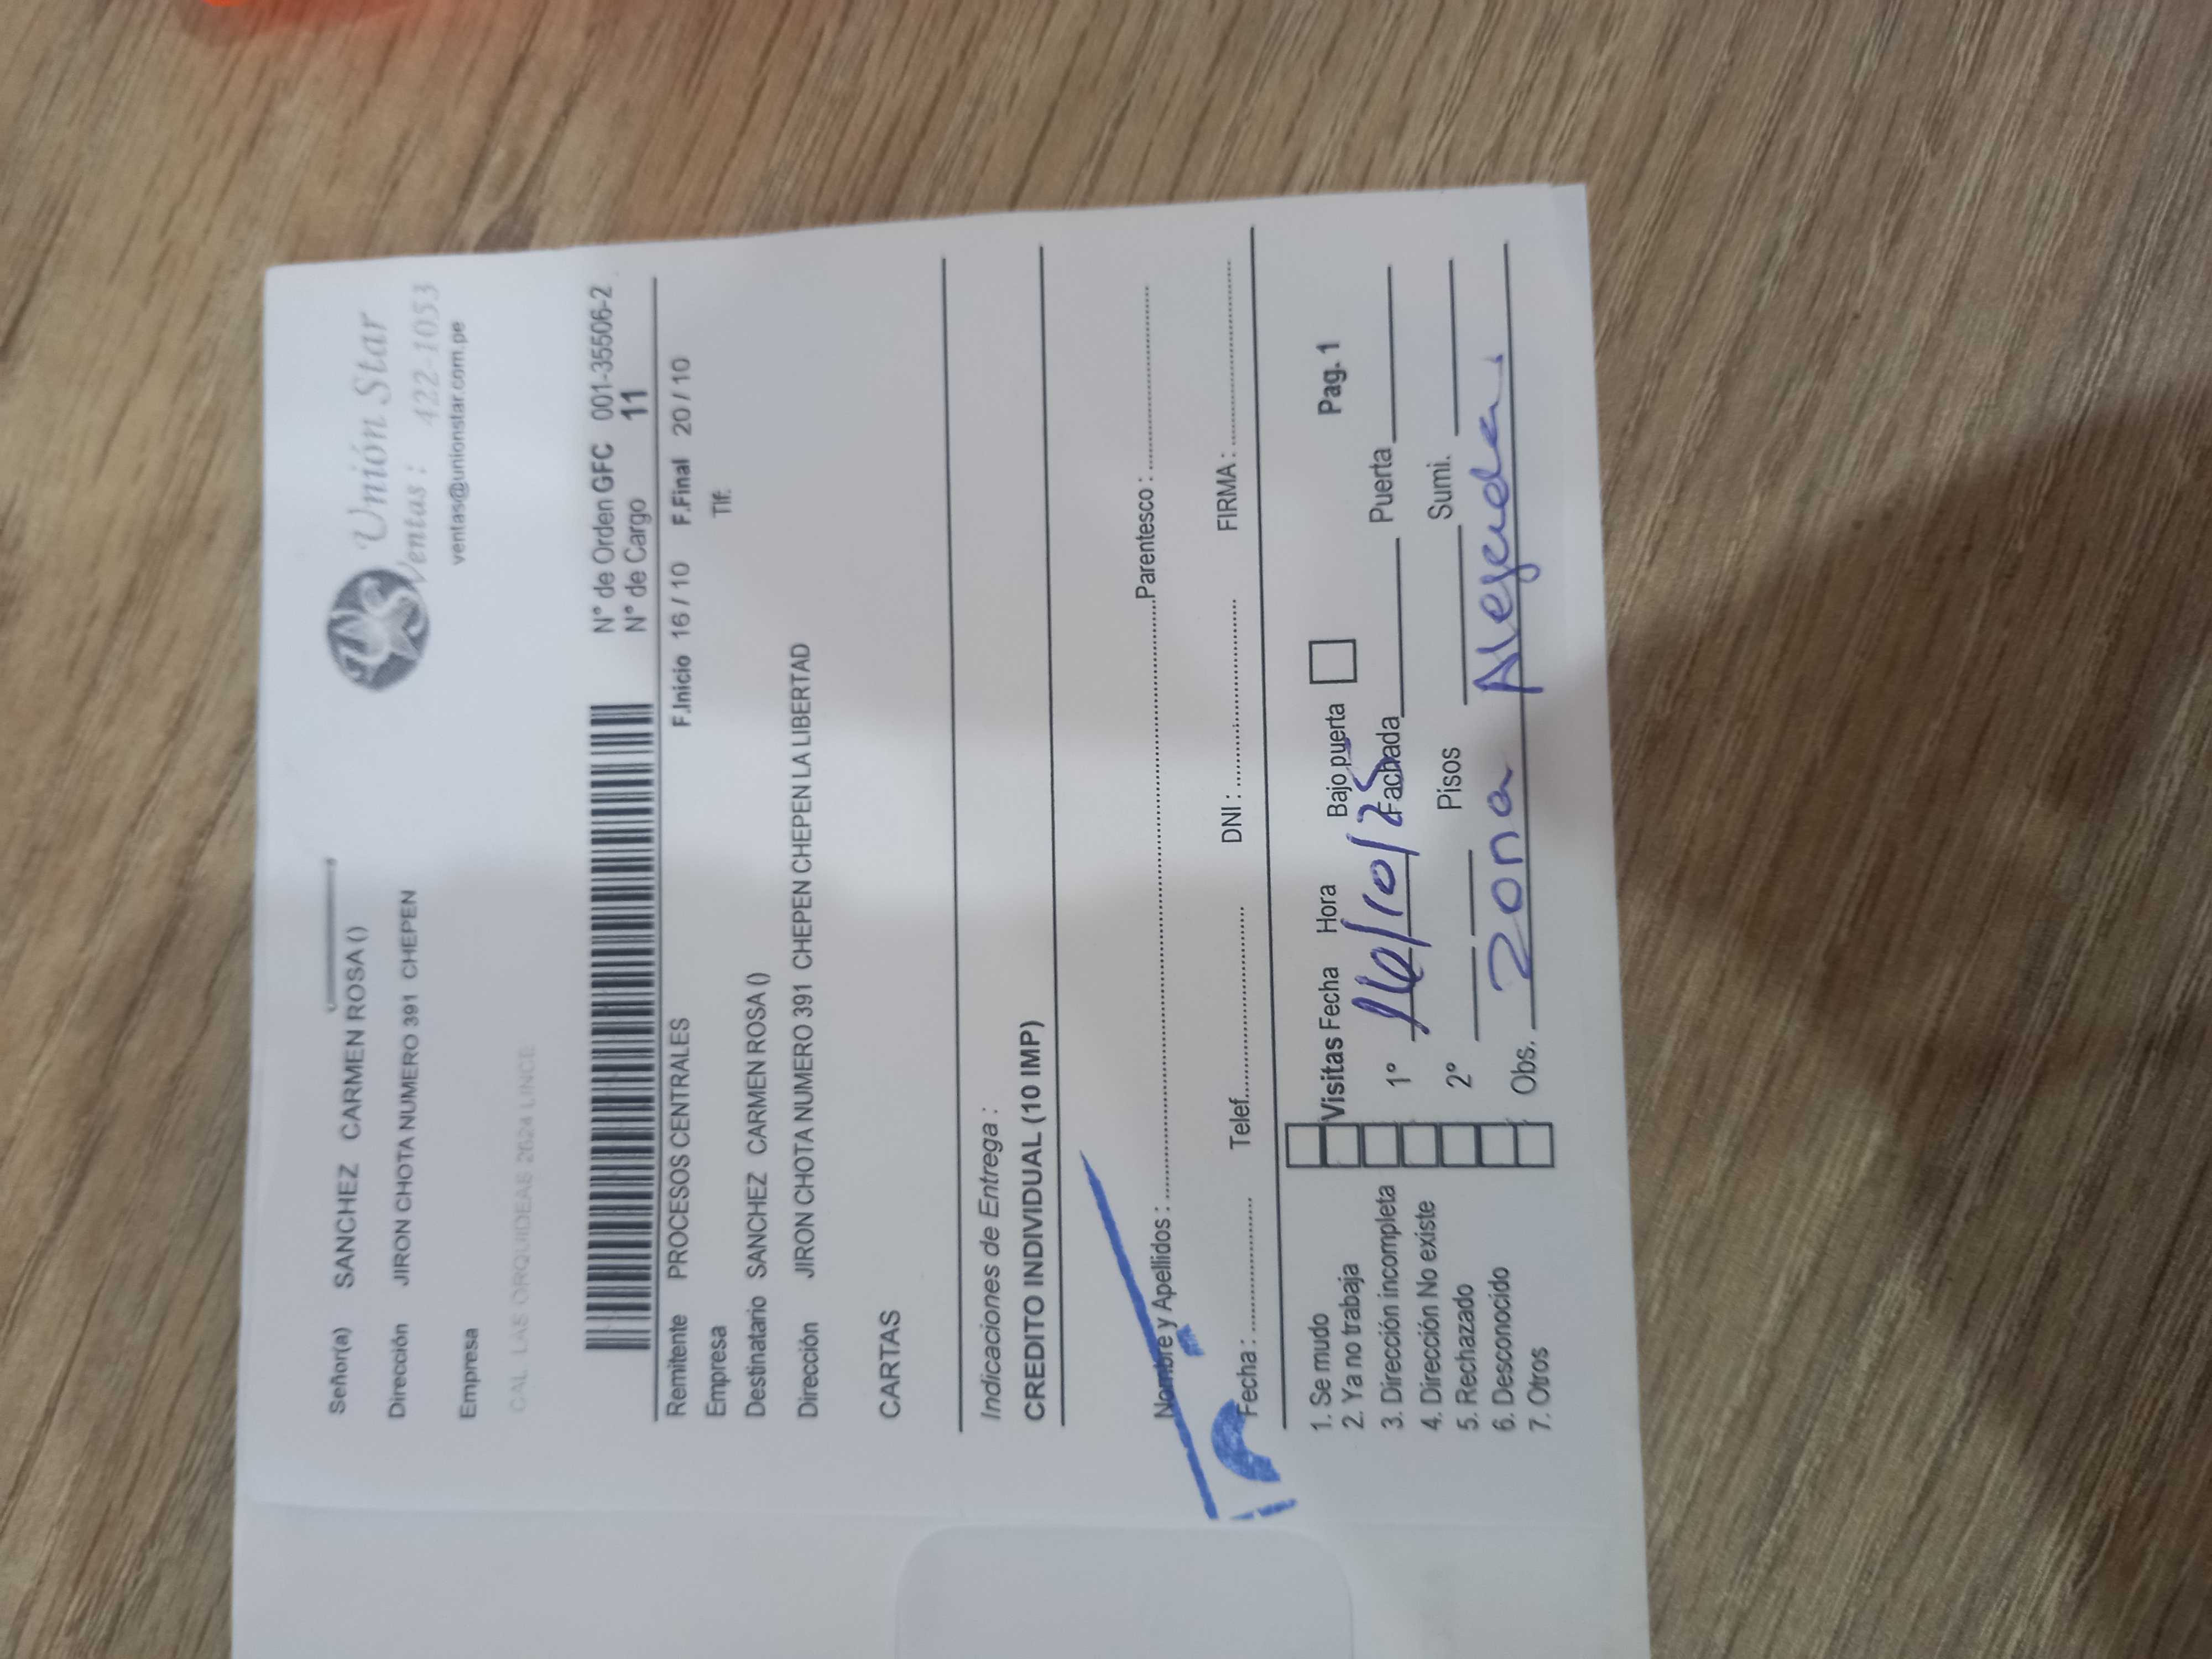 Señor(a) SANCHEZ CARMEN ROSA ()
Dirección JIRON CHOTA NUMERO 391 CHEPEN
Empresa
CAL. LAS ORQUIDEAS 2624 LINCE
Unión Star
Ventas : 422-1053
ventas@unionstar.com.pe
N° de Orden GFC 001-35506-2
N° de Cargo 11
Remitente PROCESOS CENTRALES F.Inicio 16 / 10 F.Final 20 / 10
Empresa Tlf.
Destinatario SANCHEZ CARMEN ROSA ()
Dirección JIRON CHOTA NUMERO 391 CHEPEN CHEPEN CHEPEN LA LIBERTAD
CARTAS
Indicaciones de Entrega :
CREDITO INDIVIDUAL (10 IMP)
Nombre y Apellidos : Parentesco :
Fecha : Telef. DNI : FIRMA :
1. Se mudo
2. Ya no trabaja
3. Dirección incompleta
4. Dirección No existe
5. Rechazado
6. Desconocido
7. Otros
Visitas Fecha Hora Bajo puerta Pag. 1
1° 16/10/25 Fachada Puerta
2° Pisos Sumi.
Obs. Zona